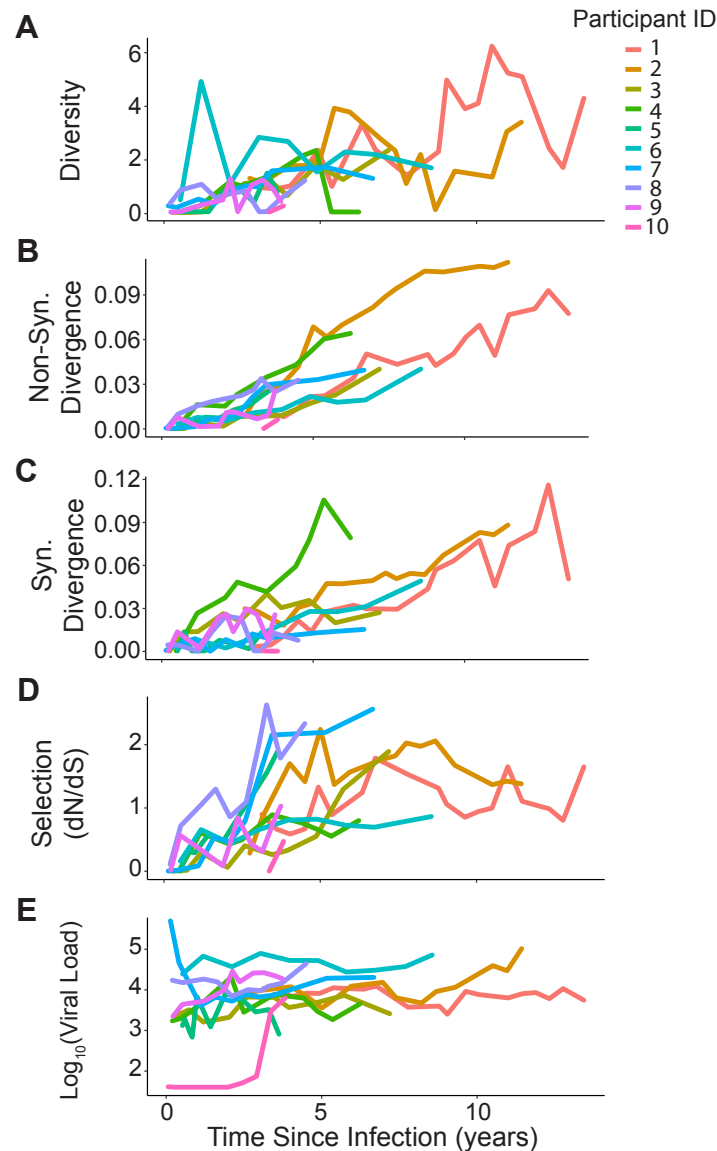 A
Participant ID
Diversity
6
4
2
0
1
2
3
4
5
6
7
8
9
10
B
Non-Syn.
Divergence
0.09
0.06
0.03
0.00
C
Syn.
Divergence
0.12
0.09
0.06
0.03
0.00
D
Selection
(dN/dS)
2
1
0
E
Log₁₀(Viral Load)
5
4
3
2
0
5
10
Time Since Infection (years)